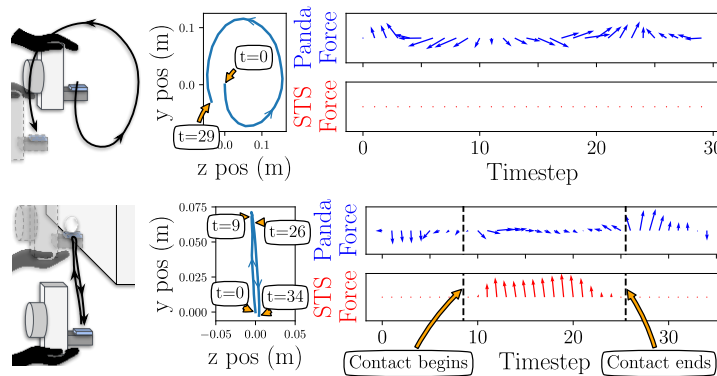 y pos (m)
0.1
0.0
t=0
t=29
0.0
0.1
z pos (m)
Panda
Force
STS
Force
0
10
20
30
Timestep
y pos (m)
0.075
0.050
0.025
0.000
t=9
t=26
t=0
t=34
−0.05
0.00
0.05
z pos (m)
Panda
Force
STS
Force
0
10
20
30
Contact begins
Timestep
Contact ends